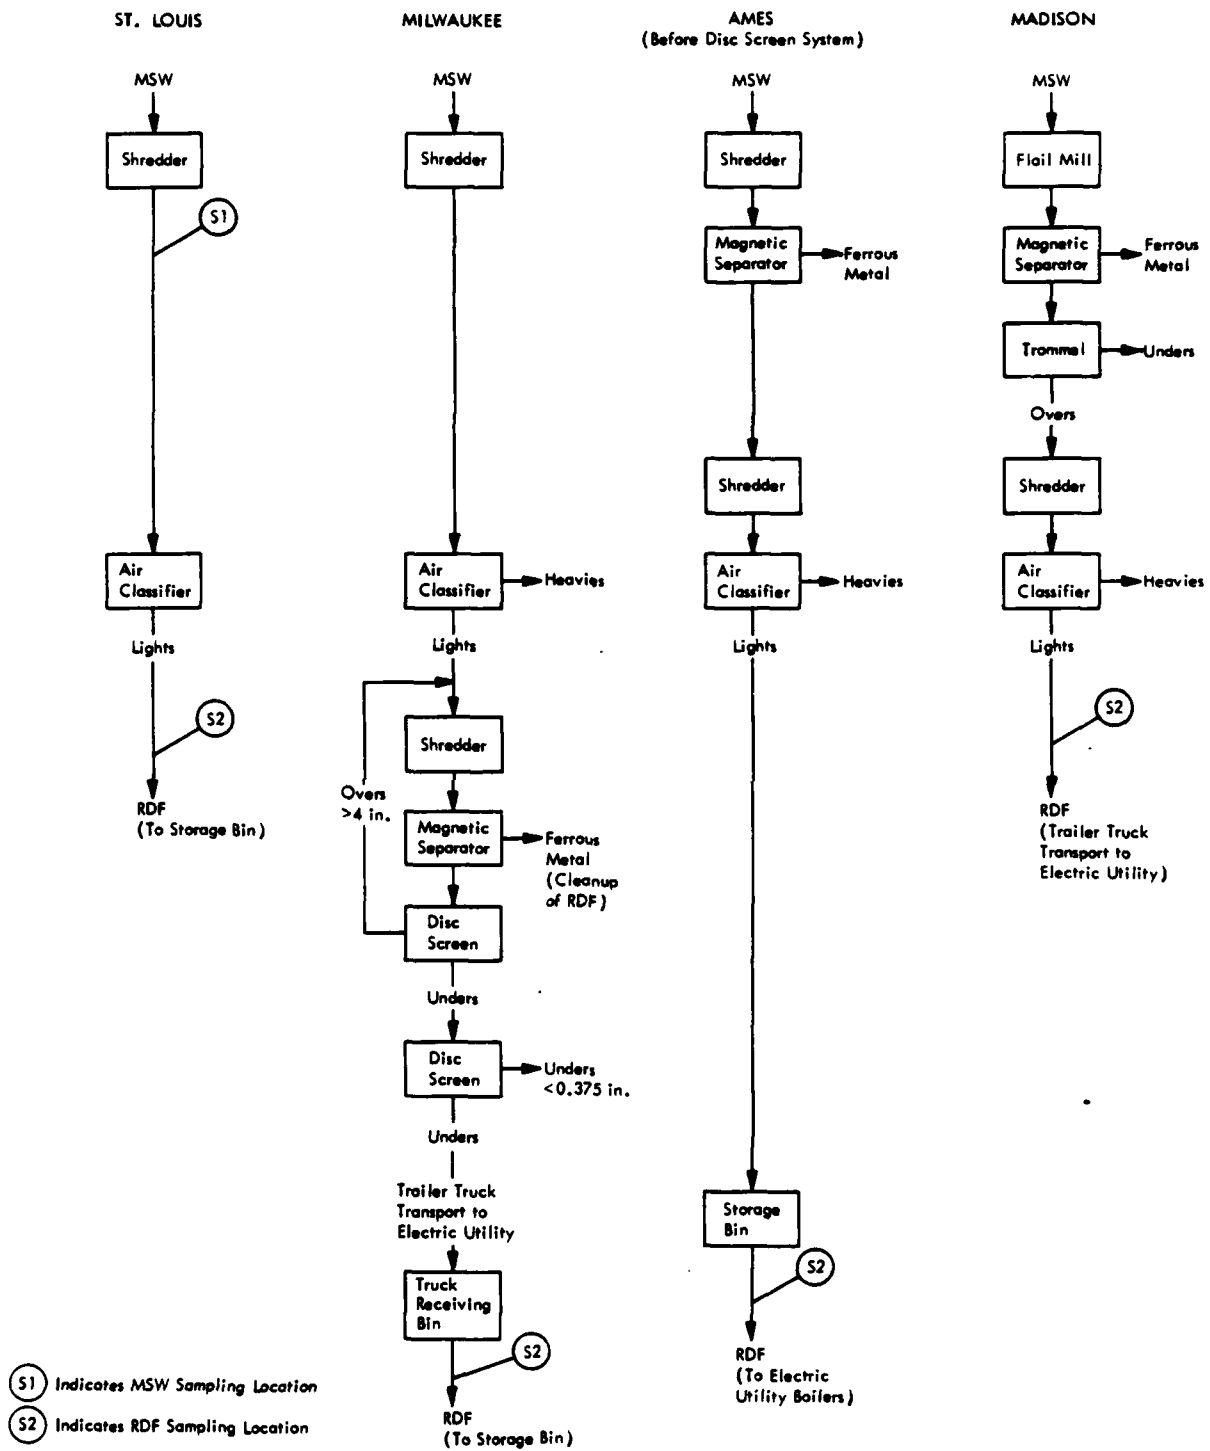 ST. LOUIS
MSW
Shredder
S1
Air
Classifier
Lights
S2
RDF
(To Storage Bin)
MILWAUKEE
MSW
Shredder
Air
Classifier
Heavies
Lights
Shredder
Overs
>4 in.
Magnetic
Separator
Ferrous
Metal
(Cleanup
of RDF)
Disc
Screen
Unders
Disc
Screen
Unders
<0.375 in.
Unders
Trailer Truck
Transport to
Electric Utility
Truck
Receiving
Bin
S2
RDF
(To Storage Bin)
AMES
(Before Disc Screen System)
MSW
Shredder
Magnetic
Separator
Ferrous
Metal
Shredder
Air
Classifier
Heavies
Lights
Storage
Bin
S2
RDF
(To Electric
Utility Boilers)
MADISON
MSW
Flail Mill
Magnetic
Separator
Ferrous
Metal
Trommel
Unders
Overs
Shredder
Air
Classifier
Heavies
Lights
S2
RDF
(Trailer Truck
Transport to
Electric Utility)
S1 Indicates MSW Sampling Location
S2 Indicates RDF Sampling Location